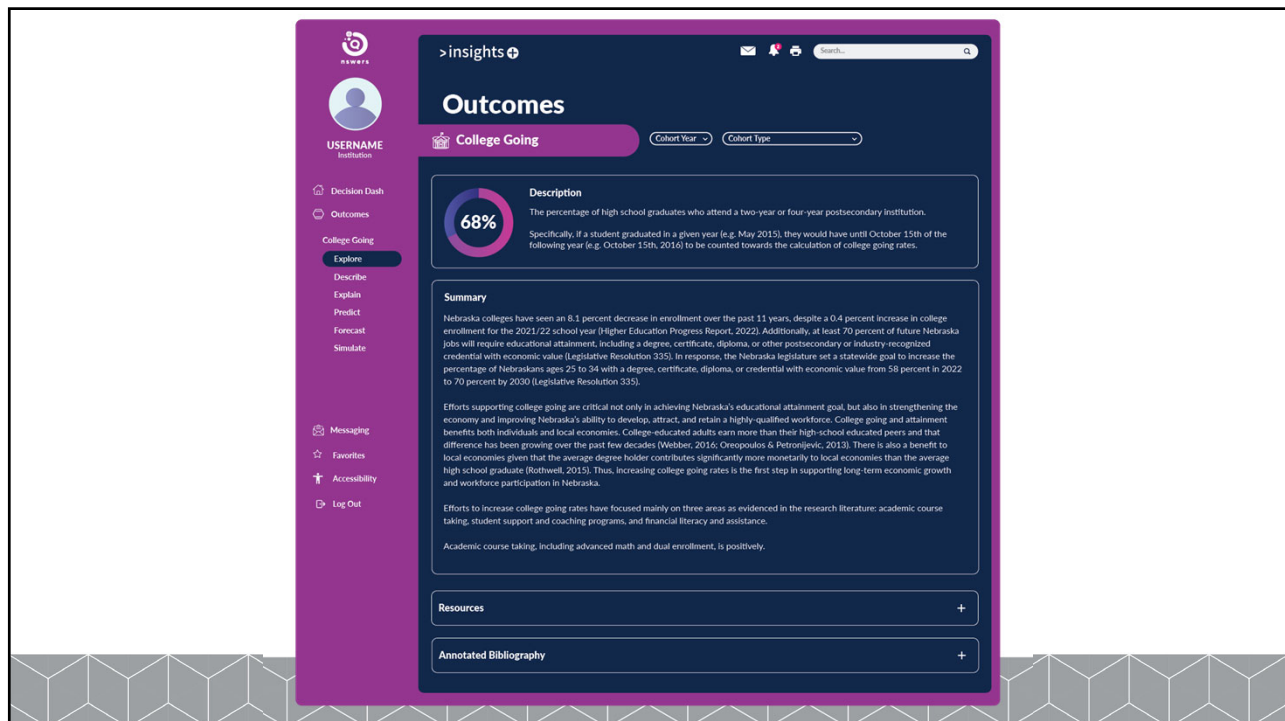 nswers
USERNAME
Institution
Decision Dash
Outcomes
College Going
Explore
Describe
Explain
Predict
Forecast
Simulate
Messaging
Favorites
Accessibility
Log Out
>insights+
Search...
Outcomes
College Going
Cohort Year
Cohort Type
68%
Description
The percentage of high school graduates who attend a two-year or four-year postsecondary institution.
Specifically, if a student graduated in a given year (e.g. May 2015), they would have until October 15th of the
following year (e.g. October 15th, 2016) to be counted towards the calculation of college going rates.
Summary
Nebraska colleges have seen an 8.1 percent decrease in enrollment over the past 11 years, despite a 0.4 percent increase in college
enrollment for the 2021/22 school year (Higher Education Progress Report, 2022). Additionally, at least 70 percent of future Nebraska
jobs will require educational attainment, including a degree, certificate, diploma, or other postsecondary or industry-recognized
credential with economic value (Legislative Resolution 335). In response, the Nebraska legislature set a statewide goal to increase the
percentage of Nebraskans ages 25 to 34 with a degree, certificate, diploma, or credential with economic value from 58 percent in 2022
to 70 percent by 2030 (Legislative Resolution 335).
Efforts supporting college going are critical not only in achieving Nebraska's educational attainment goal, but also in strengthening the
economy and improving Nebraska's ability to develop, attract, and retain a highly-qualified workforce. College going and attainment
benefits both individuals and local economies. College-educated adults earn more than their high-school educated peers and that
difference has been growing over the past few decades (Webber, 2016; Oreopoulos & Petronijevic, 2013). There is also a benefit to
local economies given that the average degree holder contributes significantly more monetarily to local economies than the average
high school graduate (Rothwell, 2015). Thus, increasing college going rates is the first step in supporting long-term economic growth
and workforce participation in Nebraska.
Efforts to increase college going rates have focused mainly on three areas as evidenced in the research literature: academic course
taking, student support and coaching programs, and financial literacy and assistance.
Academic course taking, including advanced math and dual enrollment, is positively.
Resources +
Annotated Bibliography +